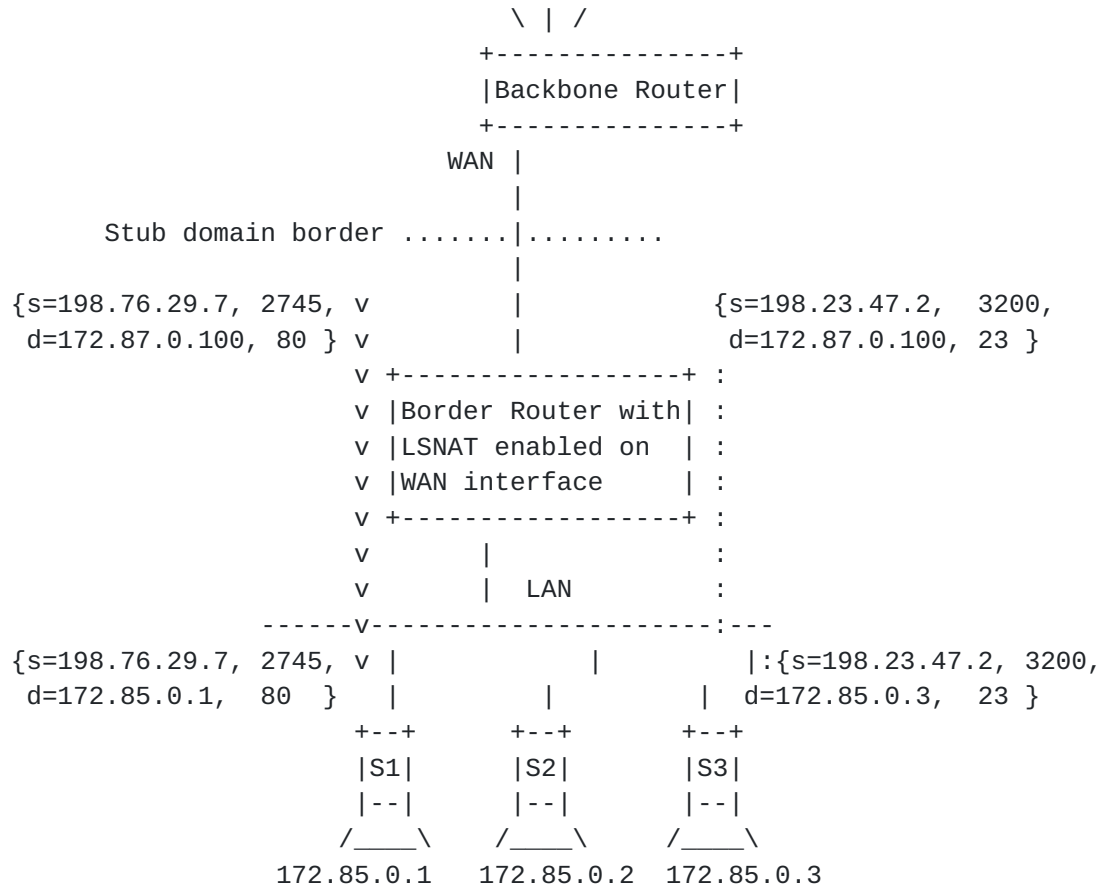 \ | /
                              +---------------+
                              |Backbone Router|
                              +---------------+
                            WAN |
                                |
      Stub domain border .......|.........
                                |
{s=198.76.29.7, 2745, v         |            {s=198.23.47.2,  3200,
 d=172.87.0.100, 80 } v         |             d=172.87.0.100, 23 }
                      v +------------------+ :
                      v |Border Router with| :
                      v |LSNAT enabled on  | :
                      v |WAN interface     | :
                      v +------------------+ :
                      v       |              :
                      v       |  LAN         :
                ------v----------------------:---
{s=198.76.29.7, 2745, v |            |         |:{s=198.23.47.2, 3200,
 d=172.85.0.1,  80  }   |         |         |  d=172.85.0.3,  23 }
                      +--+      +--+       +--+
                      |S1|      |S2|       |S3|
                      |--|      |--|       |--|
                     /____\    /____\     /____\
                 172.85.0.1   172.85.0.2  172.85.0.3